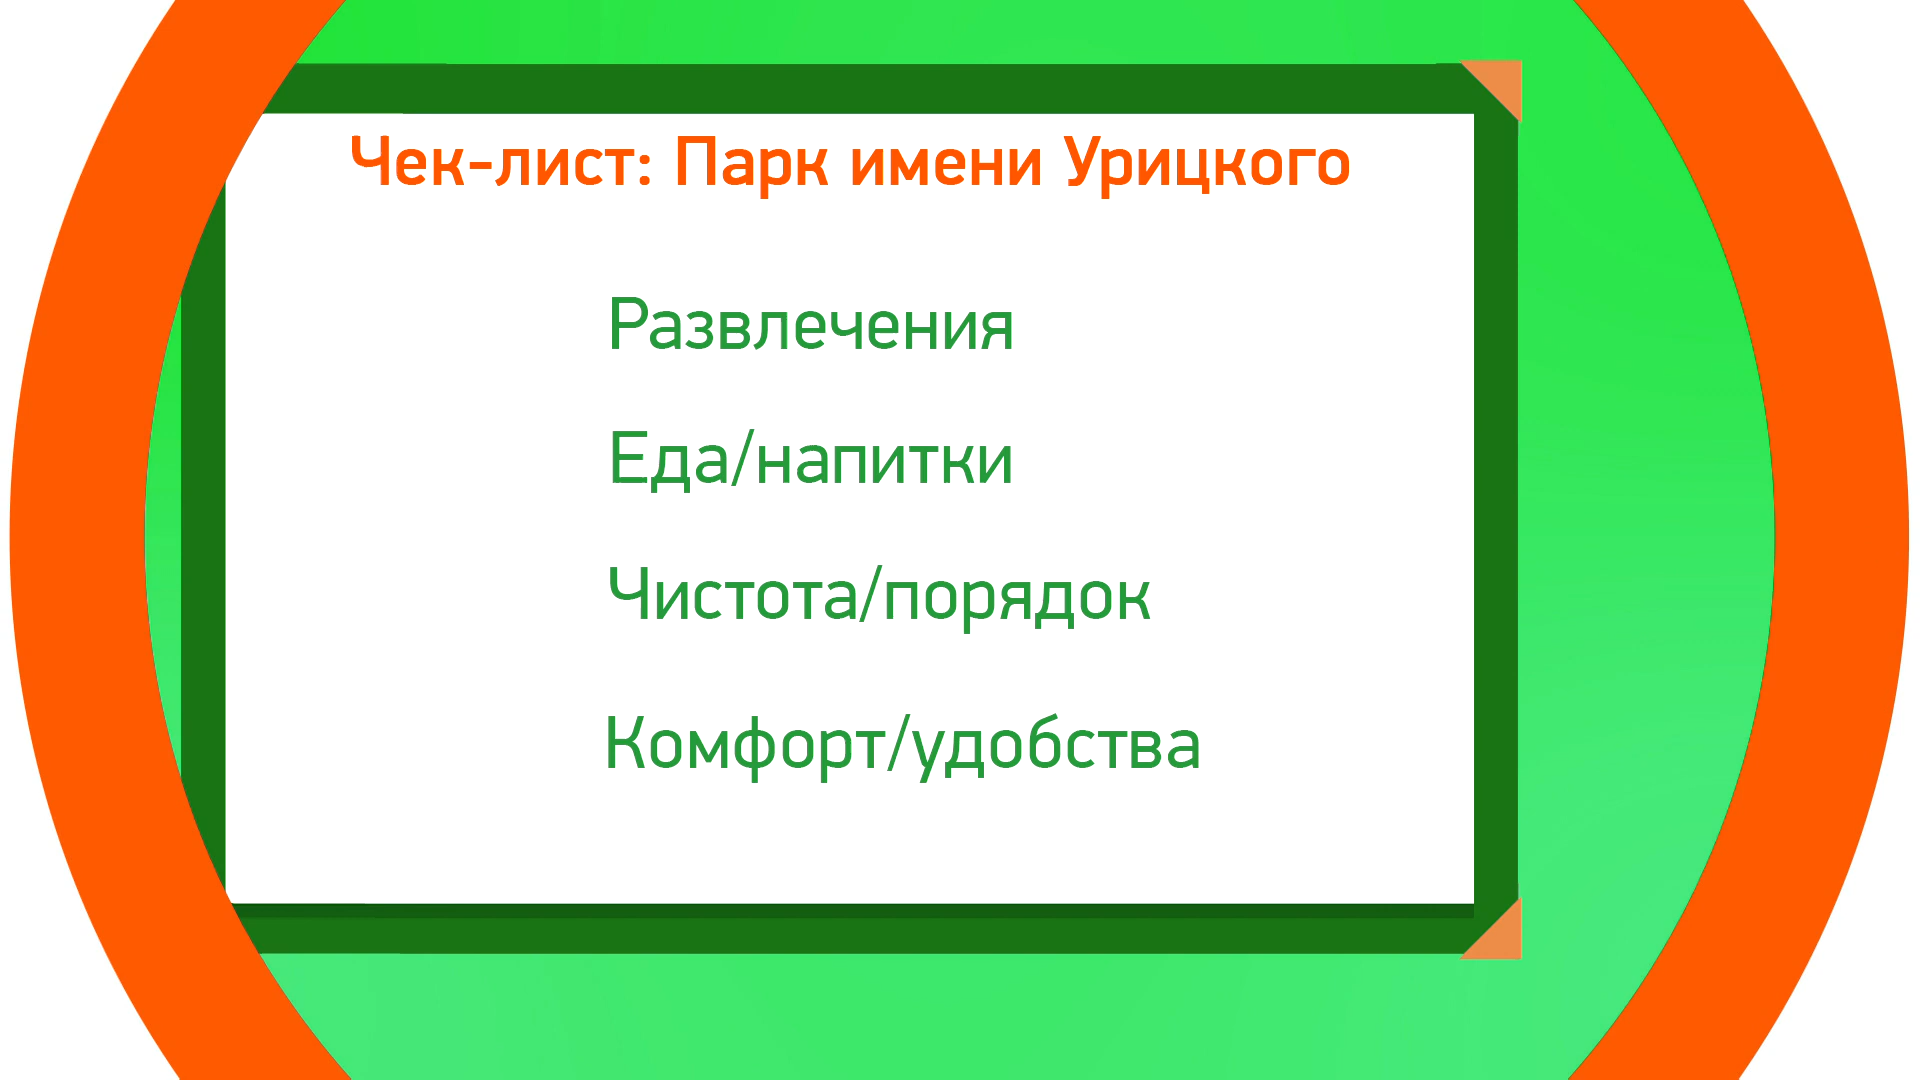 Чек-лист: Парк имени Урицкого
Развлечения
Еда/напитки
Чистота/порядок
Комфорт/удобства